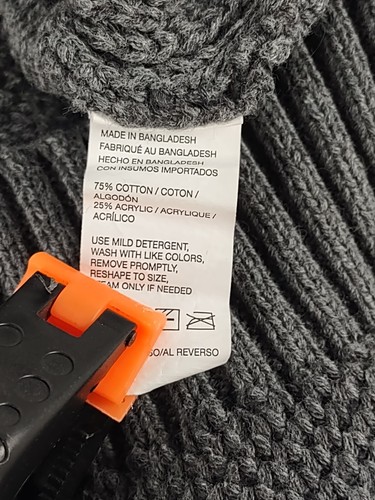 MADE IN BANGLADESH
FABRIQUÉ AU BANGLADESH
HECHO EN BANGLADESH
CON INSUMOS IMPORTADOS
75% COTTON / COTON /
ALGODÓN
25% ACRYLIC / ACRYLIQUE /
ACRÍLICO
USE MILD DETERGENT,
WASH WITH LIKE COLORS,
REMOVE PROMPTLY,
RESHAPE TO SIZE,
ONLY IF NEEDED
/AL REVERSO